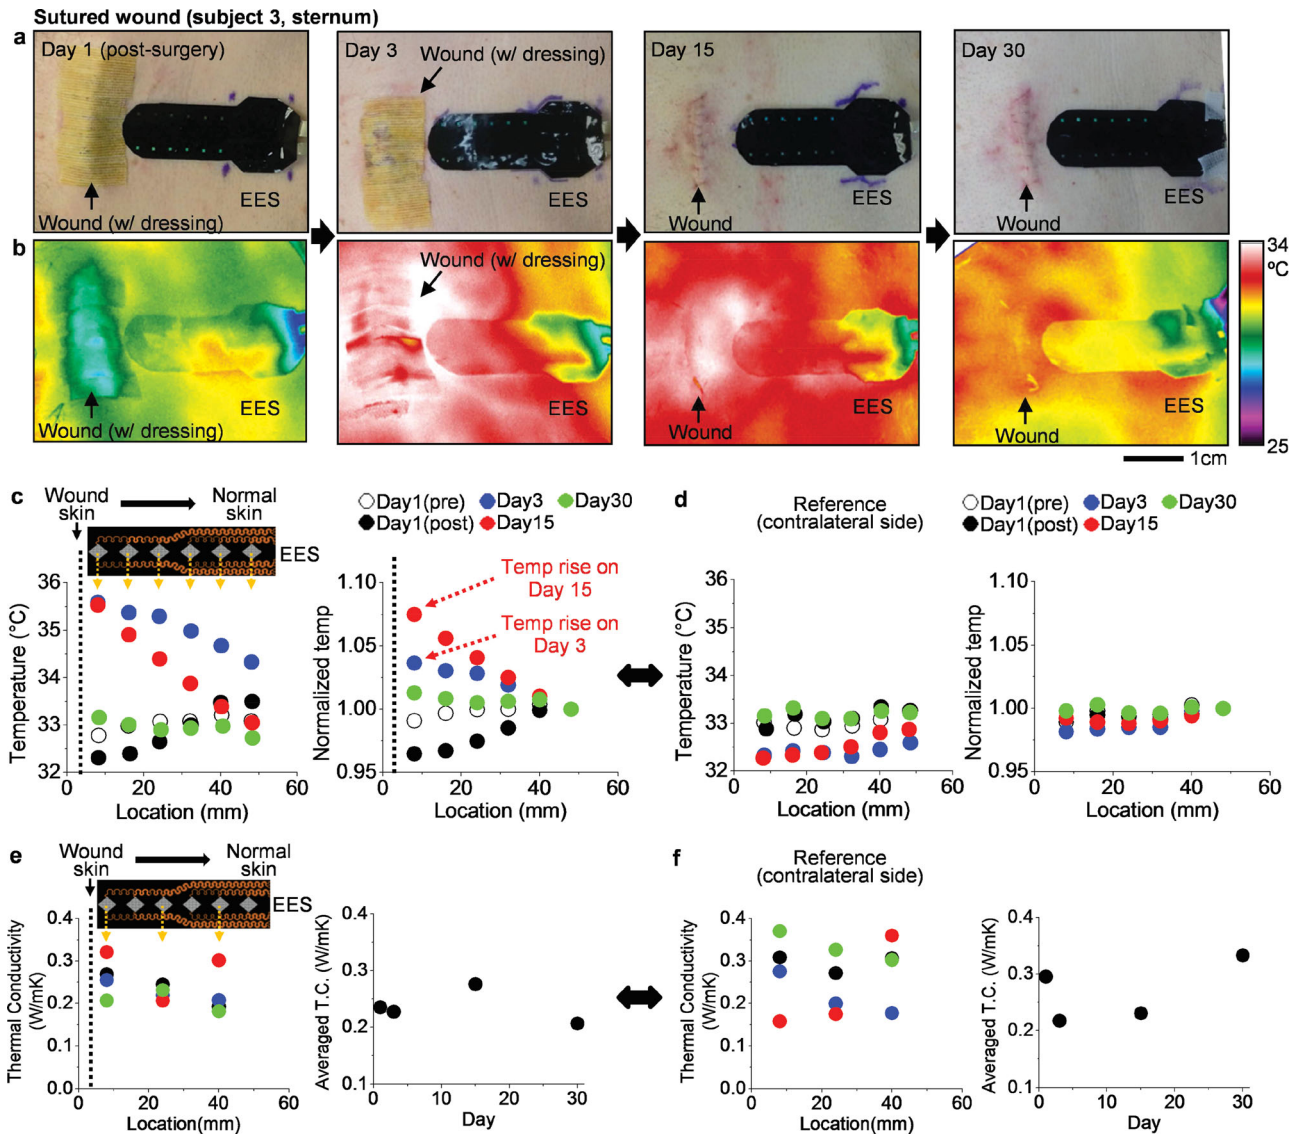 Sutured wound (subject 3, sternum)
a
Day 1 (post-surgery)
Wound (w/ dressing)
EES
Day 3
Wound (w/ dressing)
EES
Day 15
Wound
EES
Day 30
Wound
EES
b
Wound (w/ dressing)
EES
Wound (w/ dressing)
EES
Wound
EES
Wound
EES
34
ºC
25
1cm
c
Wound skin
Normal skin
EES
Day1(pre) Day3 Day30
Day1(post) Day15
Temperature (°C)
36
35
34
33
32
0 20 40 60
Location (mm)
Normalized temp
1.10
1.05
1.00
0.95
Temp rise on
Day 15
Temp rise on
Day 3
0 20 40 60
Location (mm)
d
Reference
(contralateral side)
Day1(pre) Day3 Day30
Day1(post) Day15
Temperature (°C)
36
35
34
33
32
0 20 40 60
Location (mm)
Normalized temp
1.10
1.05
1.00
0.95
0 20 40 60
Location (mm)
e
Wound skin
Normal skin
EES
Thermal Conductivity
(W/mK)
0.4
0.3
0.2
0.1
0.0
0 20 40 60
Location(mm)
Averaged T.C. (W/mK)
0.4
0.3
0.2
0.1
0 10 20 30
Day
f
Reference
(contralateral side)
Thermal Conductivity
(W/mK)
0.4
0.3
0.2
0.1
0.0
0 20 40 60
Location(mm)
Averaged T.C. (W/mK)
0.4
0.3
0.2
0.1
0 10 20 30
Day